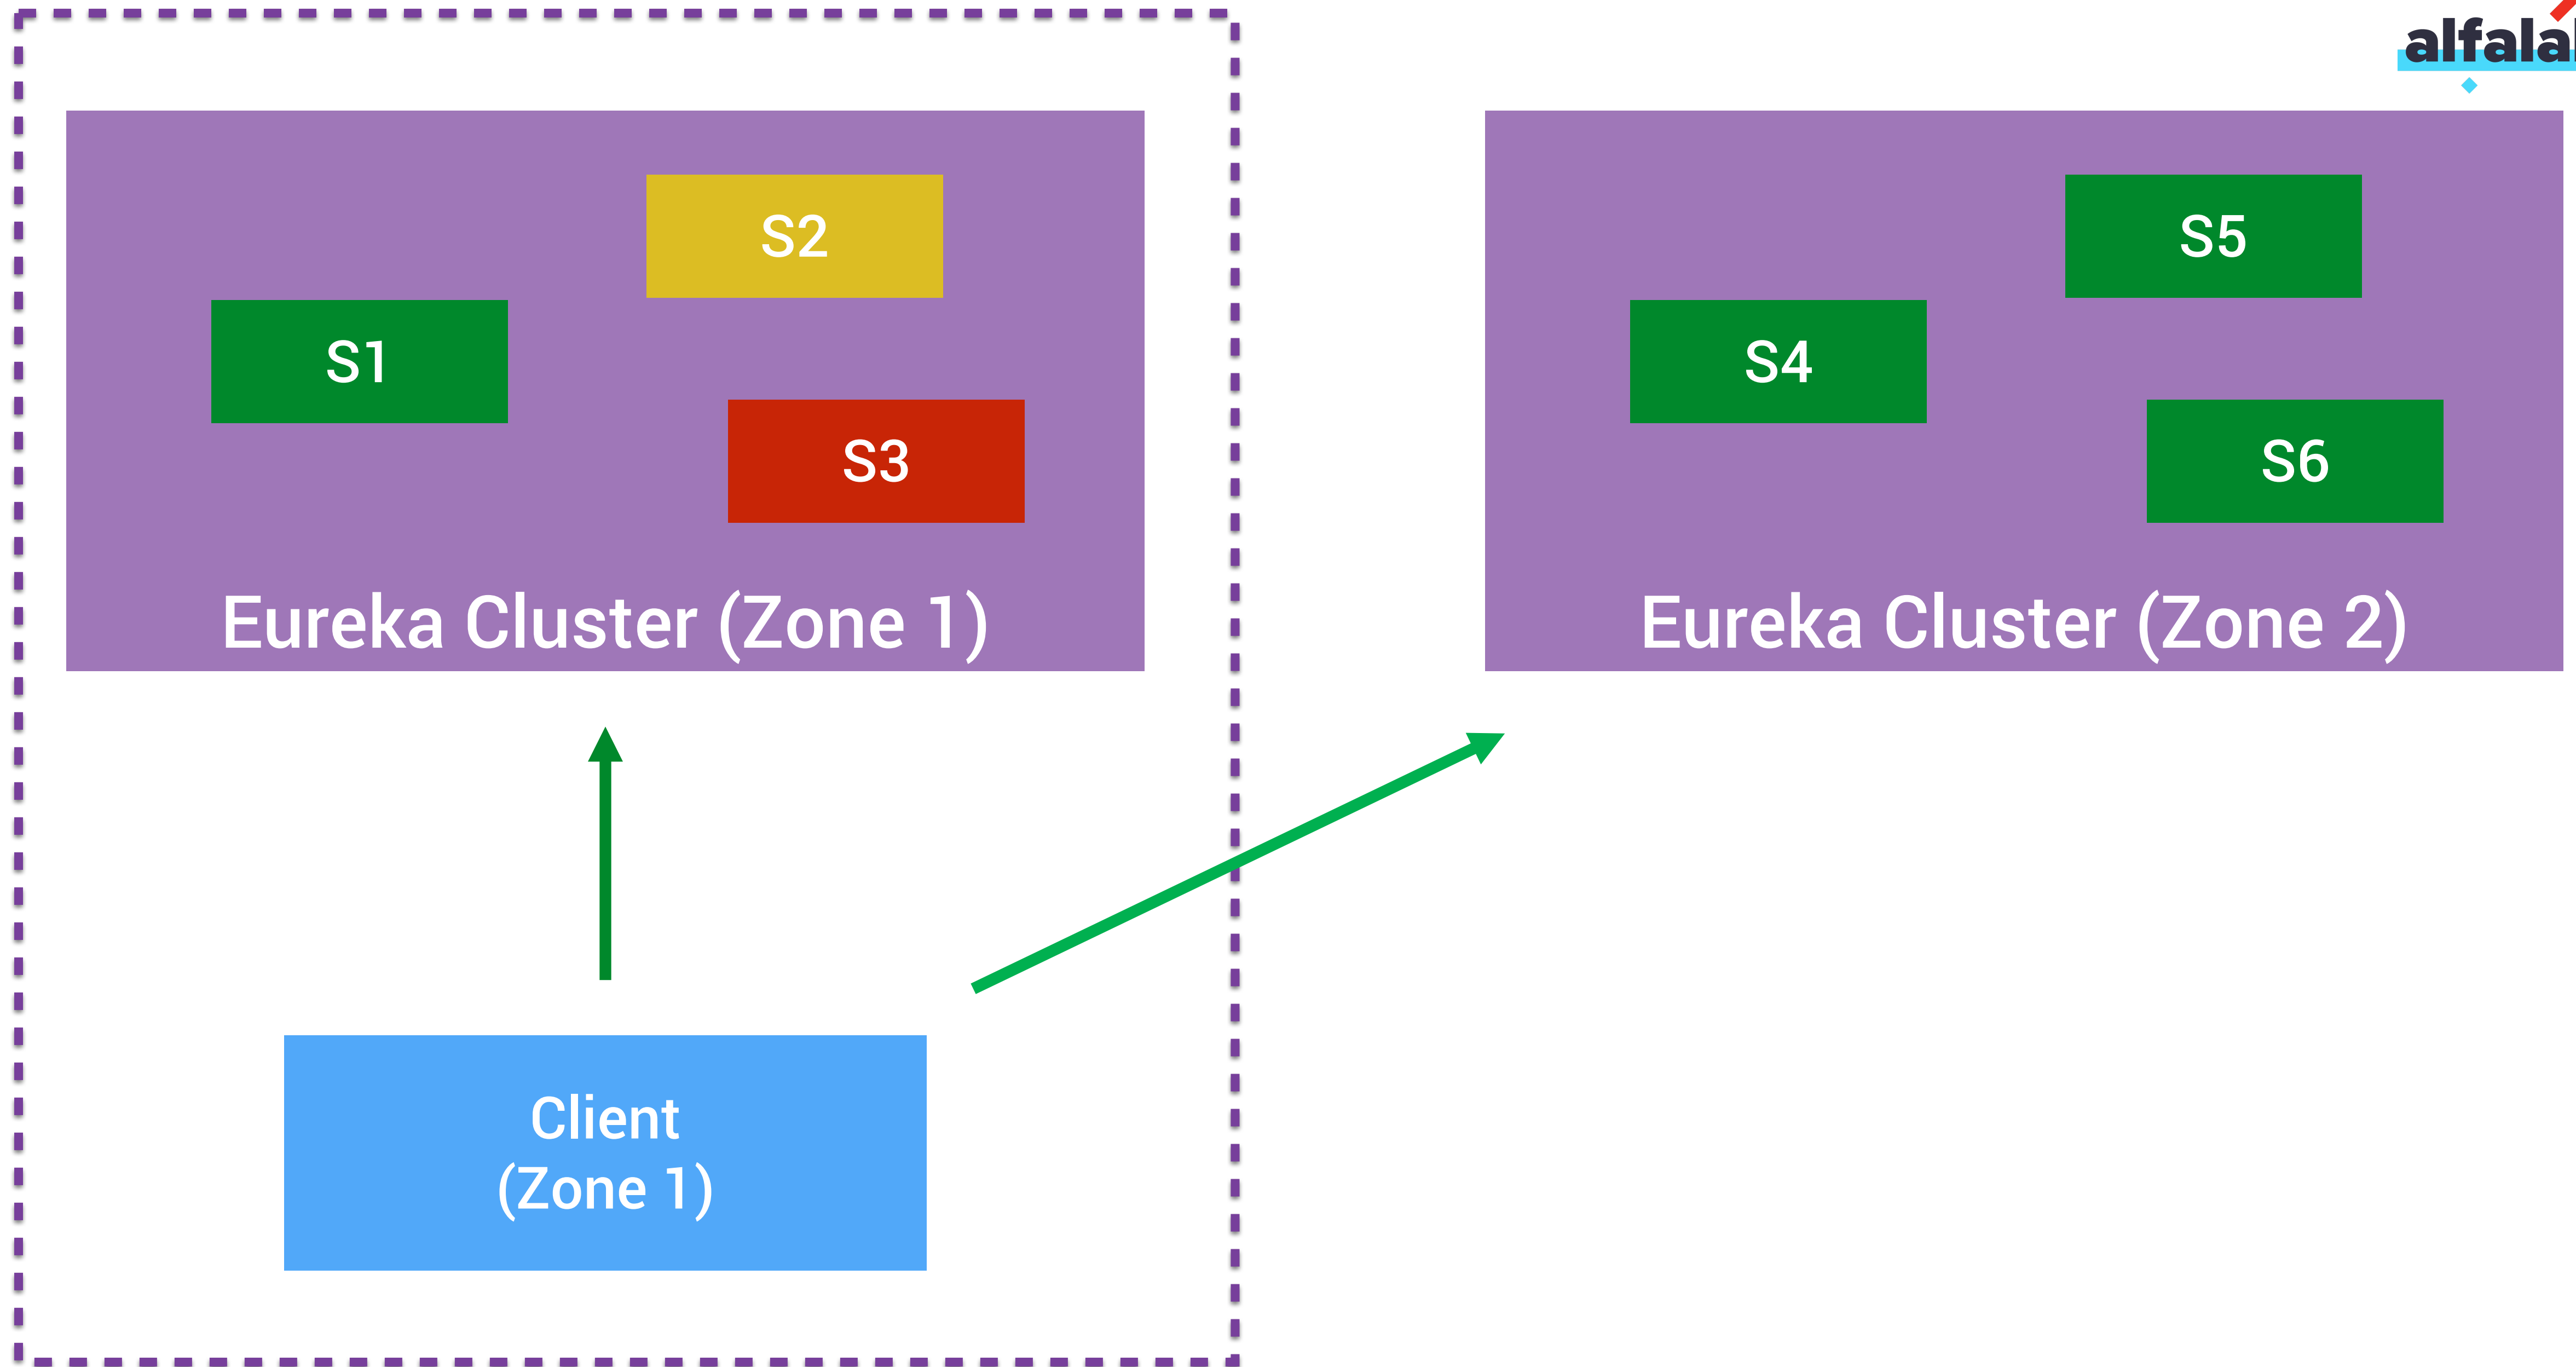 S2
S1
S3
Eureka Cluster (Zone 1)
S5
S4
S6
Eureka Cluster (Zone 2)
Client
(Zone 1)